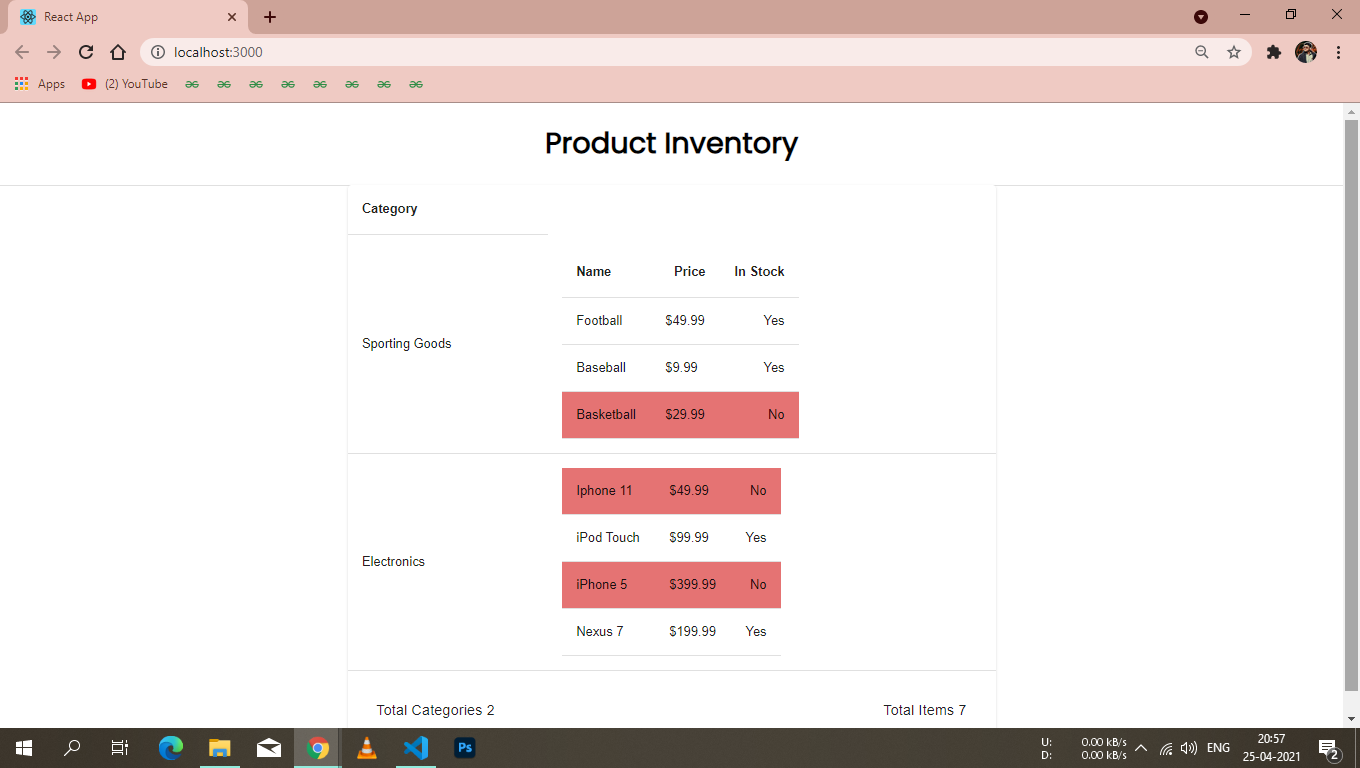 React App
localhost:3000
Apps (2) YouTube
Product Inventory
Category
Name Price In Stock
Sporting Goods
Football $49.99 Yes
Baseball $9.99 Yes
Basketball $29.99 No
Electronics
Iphone 11 $49.99 No
iPod Touch $99.99 Yes
iPhone 5 $399.99 No
Nexus 7 $199.99 Yes
Total Categories 2 Total Items 7
Ps
U: 0.00 kB/s
D: 0.00 kB/s
ENG
20:57
25-04-2021
2